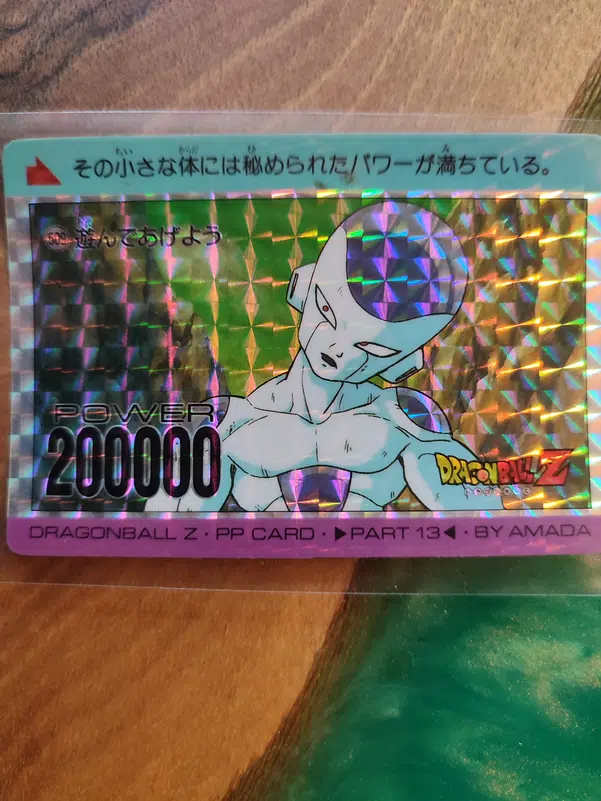 その小さな体には秘められたパワーが満ちている。
遊んであげよう
POWER
200000
DRAGONBALL Z
DRAGONBALL Z · PP CARD · ▶PART 13◀ · BY AMADA